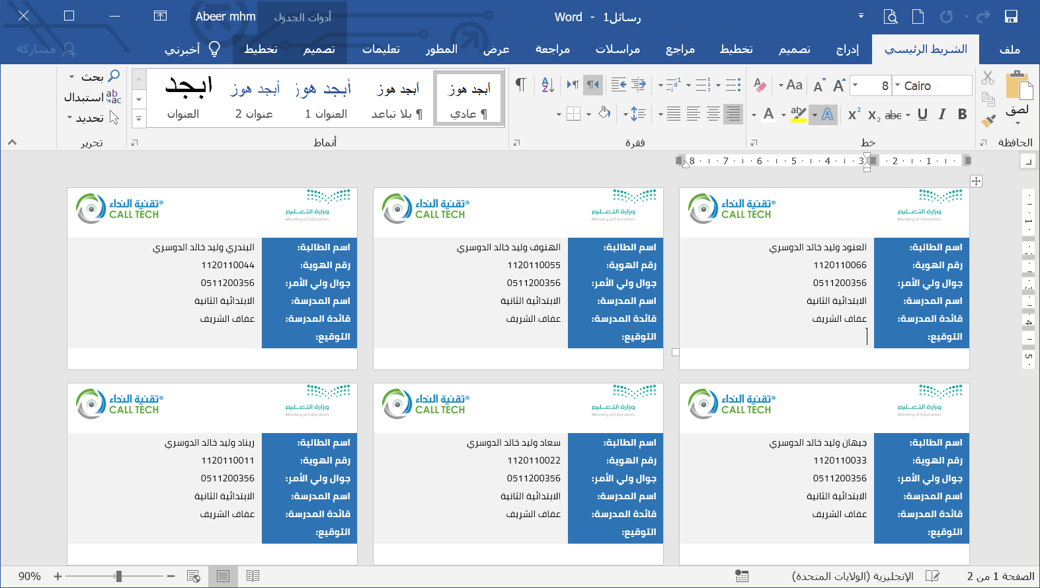 رسائل1 - Word
أدوات الجدول
Abeer mhm
ملف
الشريط الرئيسي
إدراج
تصميم
تخطيط
مراجع
مراسلات
مراجعة
عرض
المطور
تعليمات
تصميم
تخطيط
أخبرني
مشاركة
لصق
Cairo
8
Aa
B I U abc X₂ X²
A
¶
ابجد هوز
¶ عادي
ابجد هوز
¶ بلا تباعد
أبجد هوز
العنوان 1
أبجد هوز
عنوان 2
ابجد
العنوان
بحث
استبدال
تحديد
الحافظة
خط
فقرة
أنماط
تحرير
1 2 3 4 5 6 7 8
تقنية النداء®
CALL TECH
وزارة التعليم
Ministry of Education
اسم الطالبة: العنود وليد خالد الدوسري
رقم الهوية: 1120110066
جوال ولي الأمر: 0511200356
اسم المدرسة: الابتدائية الثانية
قائدة المدرسة: عفاف الشريف
التوقيع:
تقنية النداء®
CALL TECH
وزارة التعليم
Ministry of Education
اسم الطالبة: الهنوف وليد خالد الدوسري
رقم الهوية: 1120110055
جوال ولي الأمر: 0511200356
اسم المدرسة: الابتدائية الثانية
قائدة المدرسة: عفاف الشريف
التوقيع:
تقنية النداء®
CALL TECH
وزارة التعليم
Ministry of Education
اسم الطالبة: البندري وليد خالد الدوسري
رقم الهوية: 1120110044
جوال ولي الأمر: 0511200356
اسم المدرسة: الابتدائية الثانية
قائدة المدرسة: عفاف الشريف
التوقيع:
تقنية النداء®
CALL TECH
وزارة التعليم
Ministry of Education
اسم الطالبة: جيهان وليد خالد الدوسري
رقم الهوية: 1120110033
جوال ولي الأمر: 0511200356
اسم المدرسة: الابتدائية الثانية
قائدة المدرسة: عفاف الشريف
التوقيع:
تقنية النداء®
CALL TECH
وزارة التعليم
Ministry of Education
اسم الطالبة: سعاد وليد خالد الدوسري
رقم الهوية: 1120110022
جوال ولي الأمر: 0511200356
اسم المدرسة: الابتدائية الثانية
قائدة المدرسة: عفاف الشريف
التوقيع:
تقنية النداء®
CALL TECH
وزارة التعليم
Ministry of Education
اسم الطالبة: ريناد وليد خالد الدوسري
رقم الهوية: 1120110011
جوال ولي الأمر: 0511200356
اسم المدرسة: الابتدائية الثانية
قائدة المدرسة: عفاف الشريف
التوقيع:
الصفحة 1 من 2
الإنجليزية (الولايات المتحدة)
90%